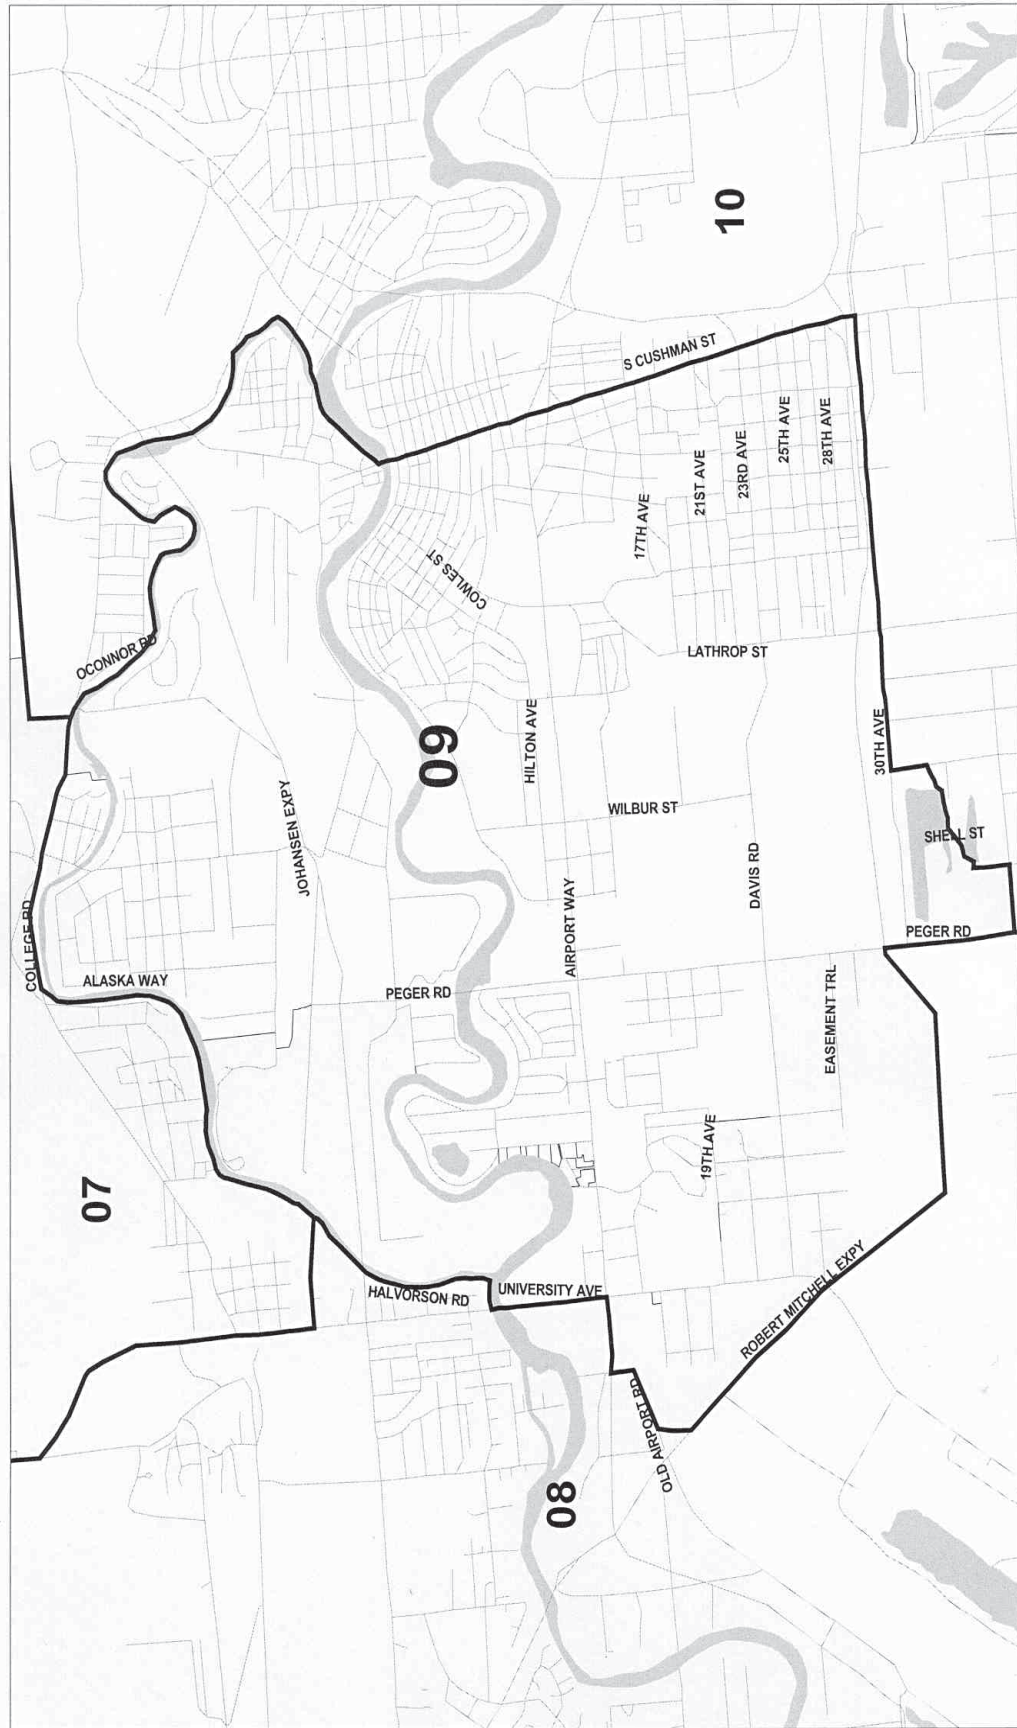 10
S CUSHMAN ST
28TH AVE
25TH AVE
23RD AVE
21ST AVE
17TH AVE
COWLES ST
OCONNOR RD
LATHROP ST
30TH AVE
HILTON AVE
09
WILBUR ST
JOHANSEN EXPY
SHELL ST
DAVIS RD
AIRPORT WAY
COLLEGE RD
PEGER RD
ALASKA WAY
PEGER RD
EASEMENT TRL
19TH AVE
07
HALVORSON RD
UNIVERSITY AVE
ROBERT MITCHELL EXPY
OLD AIRPORT RD
08